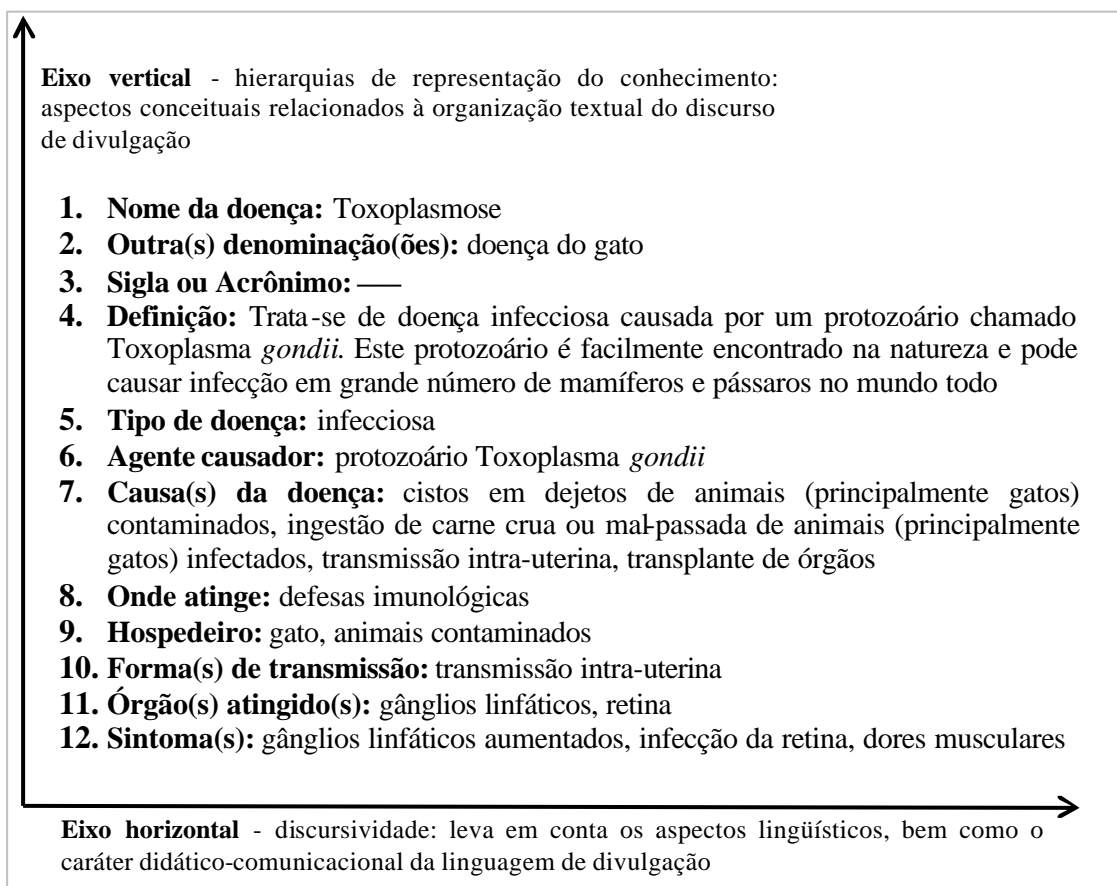 Eixo vertical - hierarquias de representação do conhecimento:
aspectos conceituais relacionados à organização textual do discurso
de divulgação
1. Nome da doença: Toxoplasmose
2. Outra(s) denominação(ões): doença do gato
3. Sigla ou Acrônimo: ——
4. Definição: Trata-se de doença infecciosa causada por um protozoário chamado
Toxoplasma gondii. Este protozoário é facilmente encontrado na natureza e pode
causar infecção em grande número de mamíferos e pássaros no mundo todo
5. Tipo de doença: infecciosa
6. Agente causador: protozoário Toxoplasma gondii
7. Causa(s) da doença: cistos em dejetos de animais (principalmente gatos)
contaminados, ingestão de carne crua ou mal-passada de animais (principalmente
gatos) infectados, transmissão intra-uterina, transplante de órgãos
8. Onde atinge: defesas imunológicas
9. Hospedeiro: gato, animais contaminados
10. Forma(s) de transmissão: transmissão intra-uterina
11. Órgão(s) atingido(s): gânglios linfáticos, retina
12. Sintoma(s): gânglios linfáticos aumentados, infecção da retina, dores musculares
Eixo horizontal - discursividade: leva em conta os aspectos lingüísticos, bem como o
caráter didático-comunicacional da linguagem de divulgação